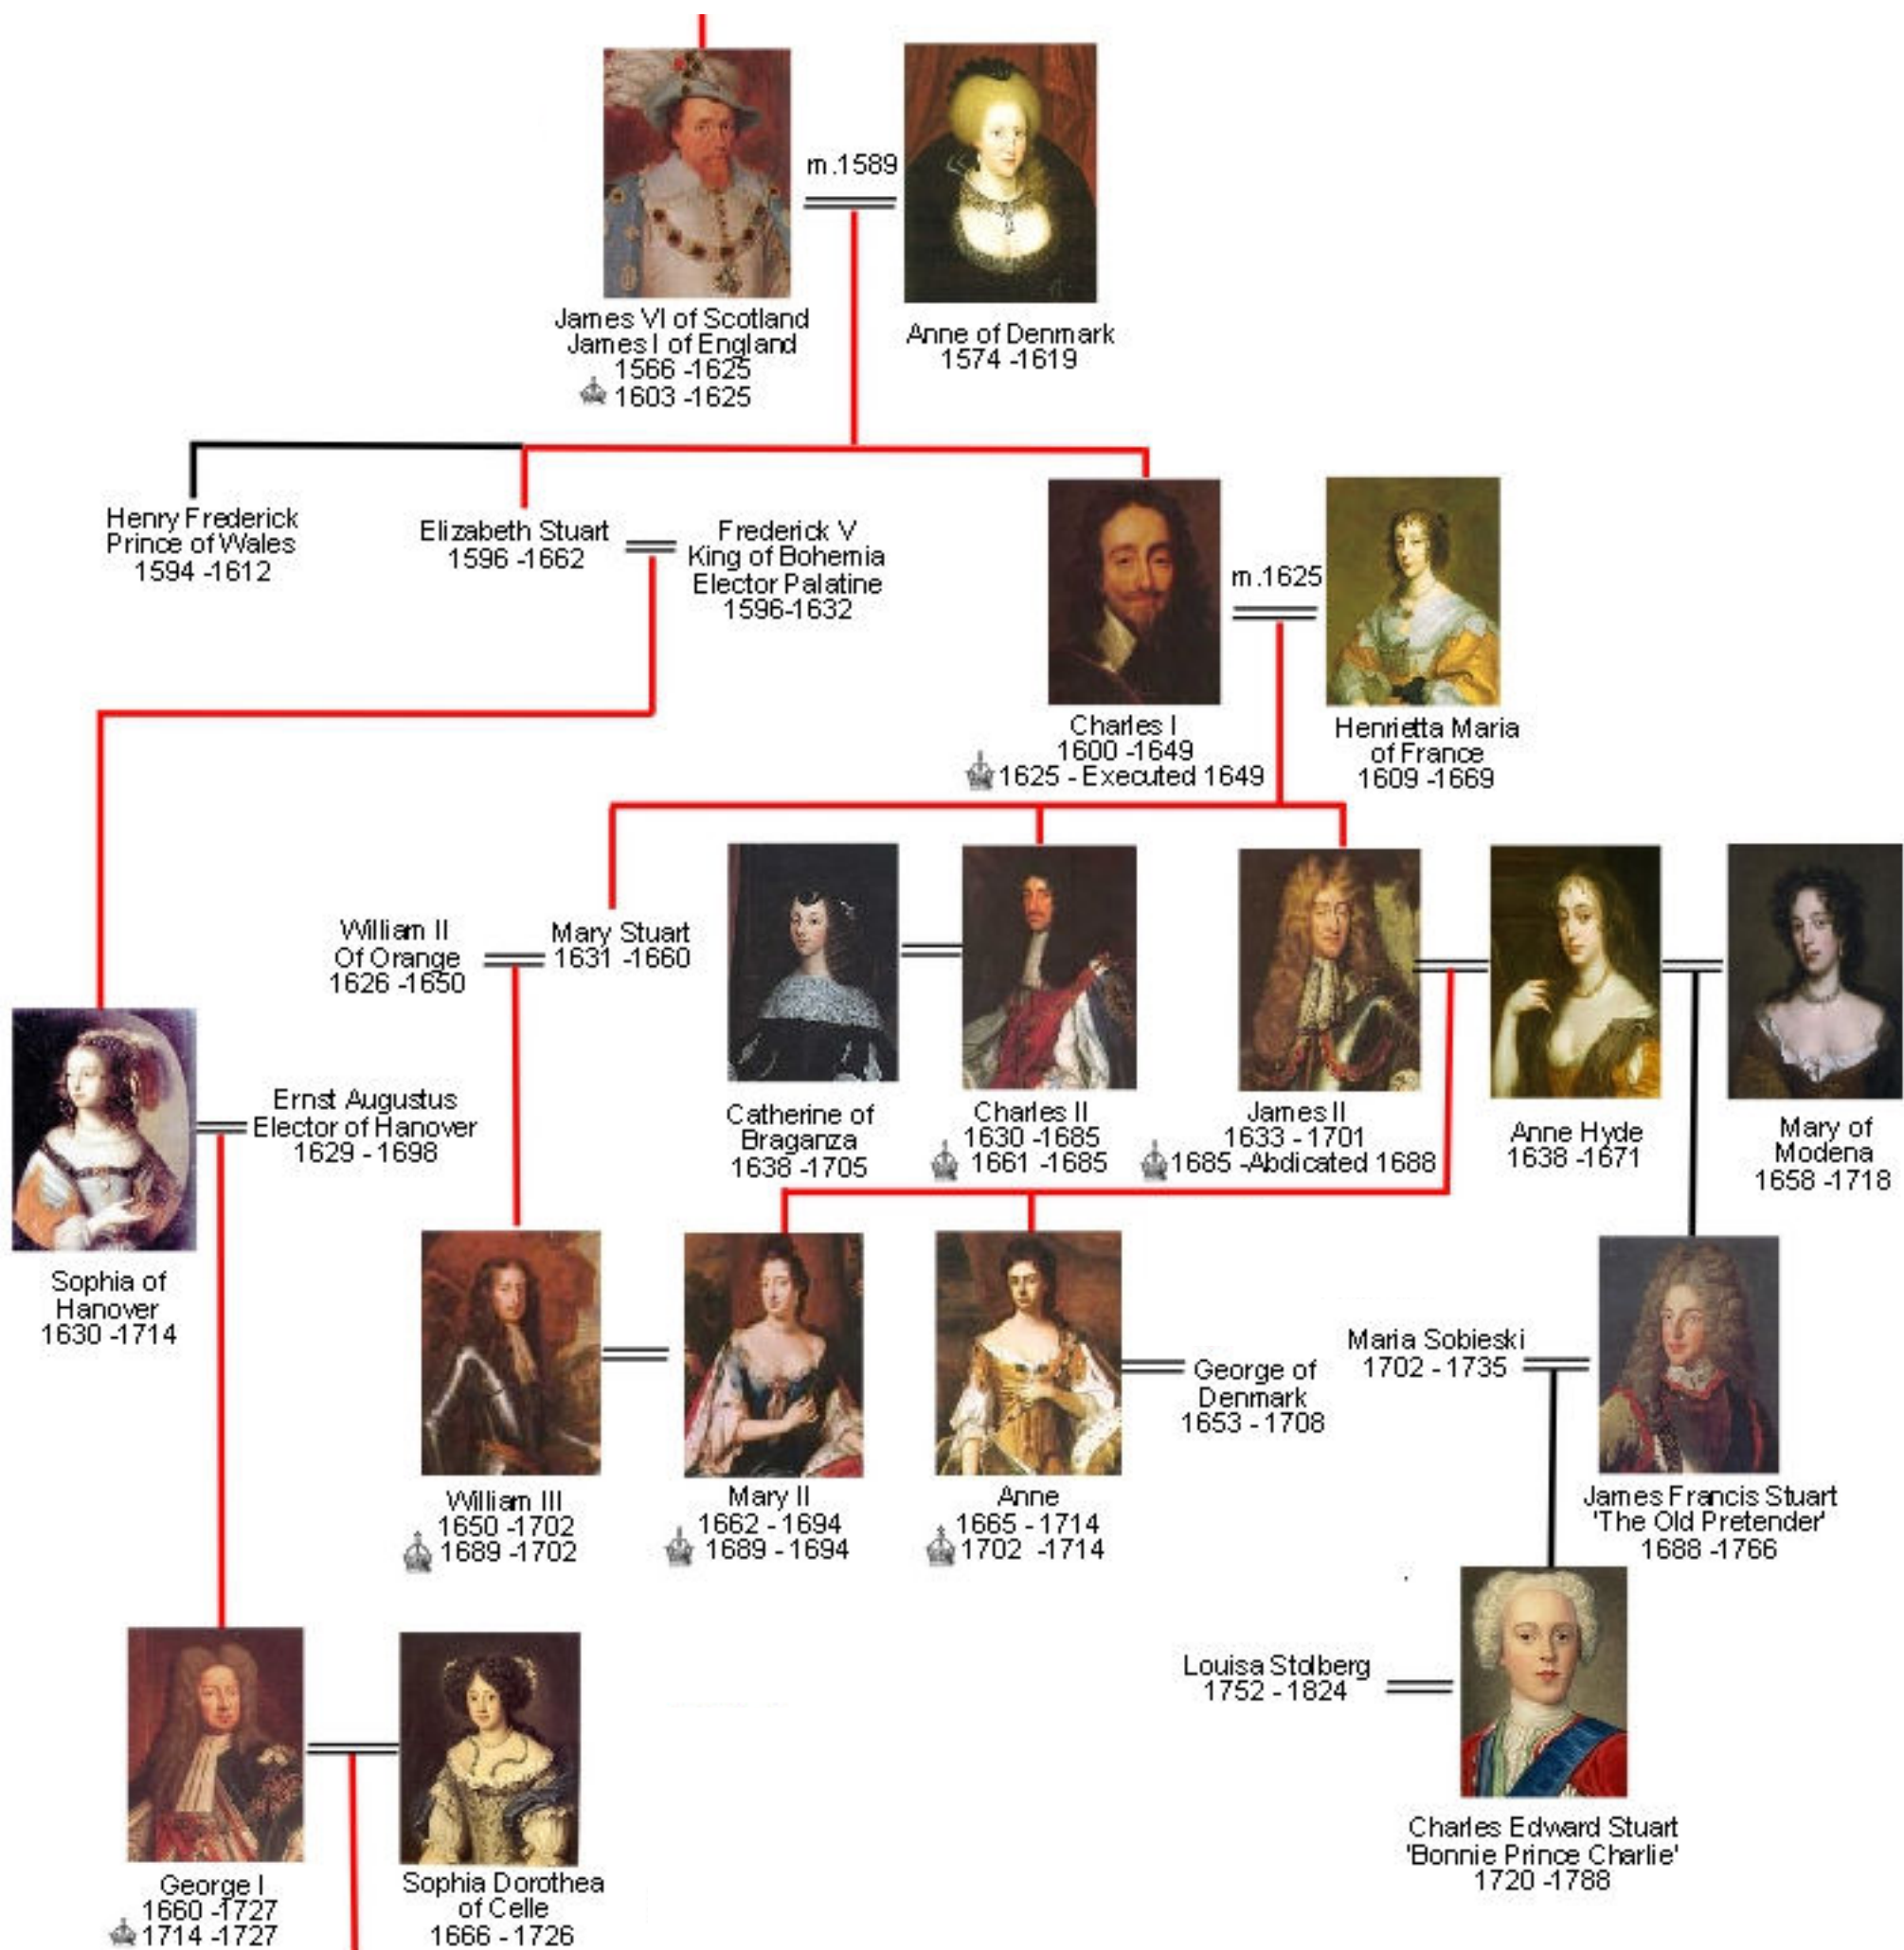 m.1589
James VI of Scotland
James I of England
1566 -1625
1603 -1625
Anne of Denmark
1574 -1619
Henry Frederick
Prince of Wales
1594 -1612
Elizabeth Stuart
1596 -1662
Frederick V
King of Bohemia
Elector Palatine
1596-1632
m.1625
Charles I
1600 -1649
1625 - Executed 1649
Henrietta Maria
of France
1609 -1669
William II
Of Orange
1626 -1650
Mary Stuart
1631 -1660
Catherine of
Braganza
1638 -1705
Charles II
1630 -1685
1661 -1685
James II
1633 - 1701
1685 -Abdicated 1688
Anne Hyde
1638 -1671
Mary of
Modena
1658 -1718
Ernst Augustus
Elector of Hanover
1629 - 1698
Sophia of
Hanover
1630 -1714
William III
1650 -1702
1689 -1702
Mary II
1662 - 1694
1689 - 1694
Anne
1665 - 1714
1702 -1714
George of
Denmark
1653 - 1708
Maria Sobieski
1702 - 1735
James Francis Stuart
'The Old Pretender'
1688 -1766
Louisa Stolberg
1752 - 1824
Charles Edward Stuart
'Bonnie Prince Charlie'
1720 -1788
George I
1660 -1727
1714 -1727
Sophia Dorothea
of Celle
1666 - 1726